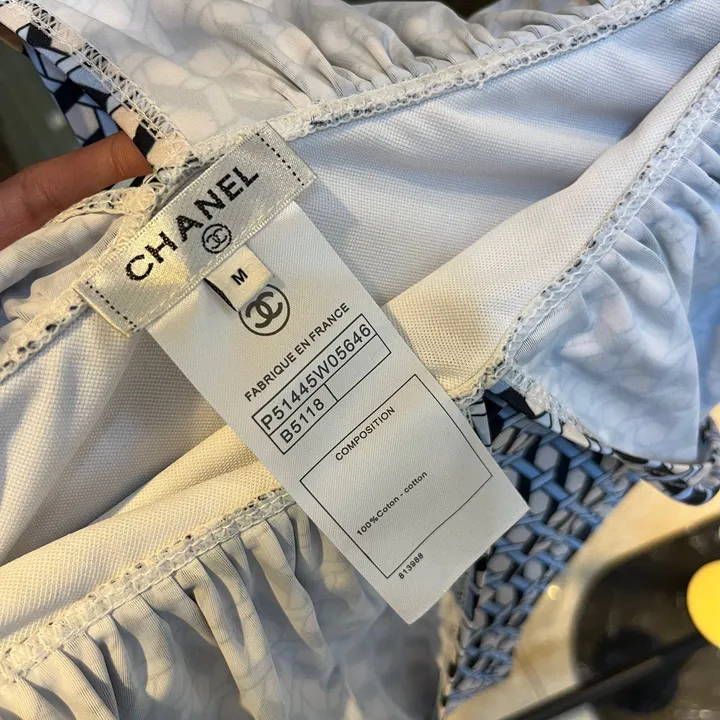 CHANEL
M
FABRIQUE EN FRANCE
P51445W05646
B5118
COMPOSITION
100%Coton - cotton
813988